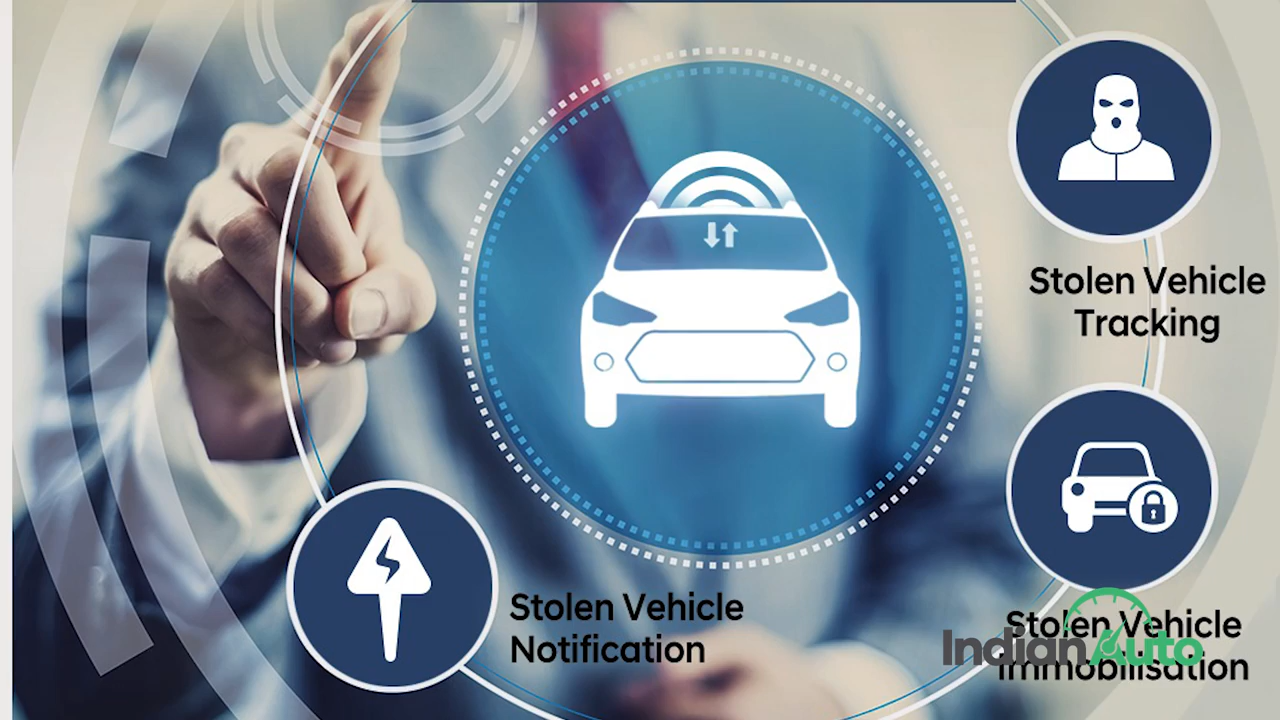 Stolen Vehicle
Tracking
Stolen Vehicle
Notification
Stolen Vehicle
Immobilisation
IndianAuto